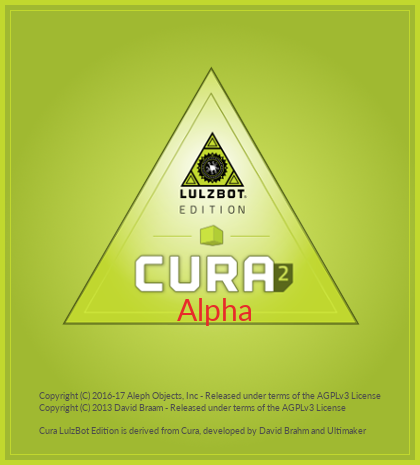 LULZBOT®
EDITION
CURA 2
Alpha
Copyright (C) 2016-17 Aleph Objects, Inc - Released under terms of the AGPLv3 License
Copyright (C) 2013 David Braam - Released under terms of the AGPLv3 License
Cura LulzBot Edition is derived from Cura, developed by David Brahm and Ultimaker